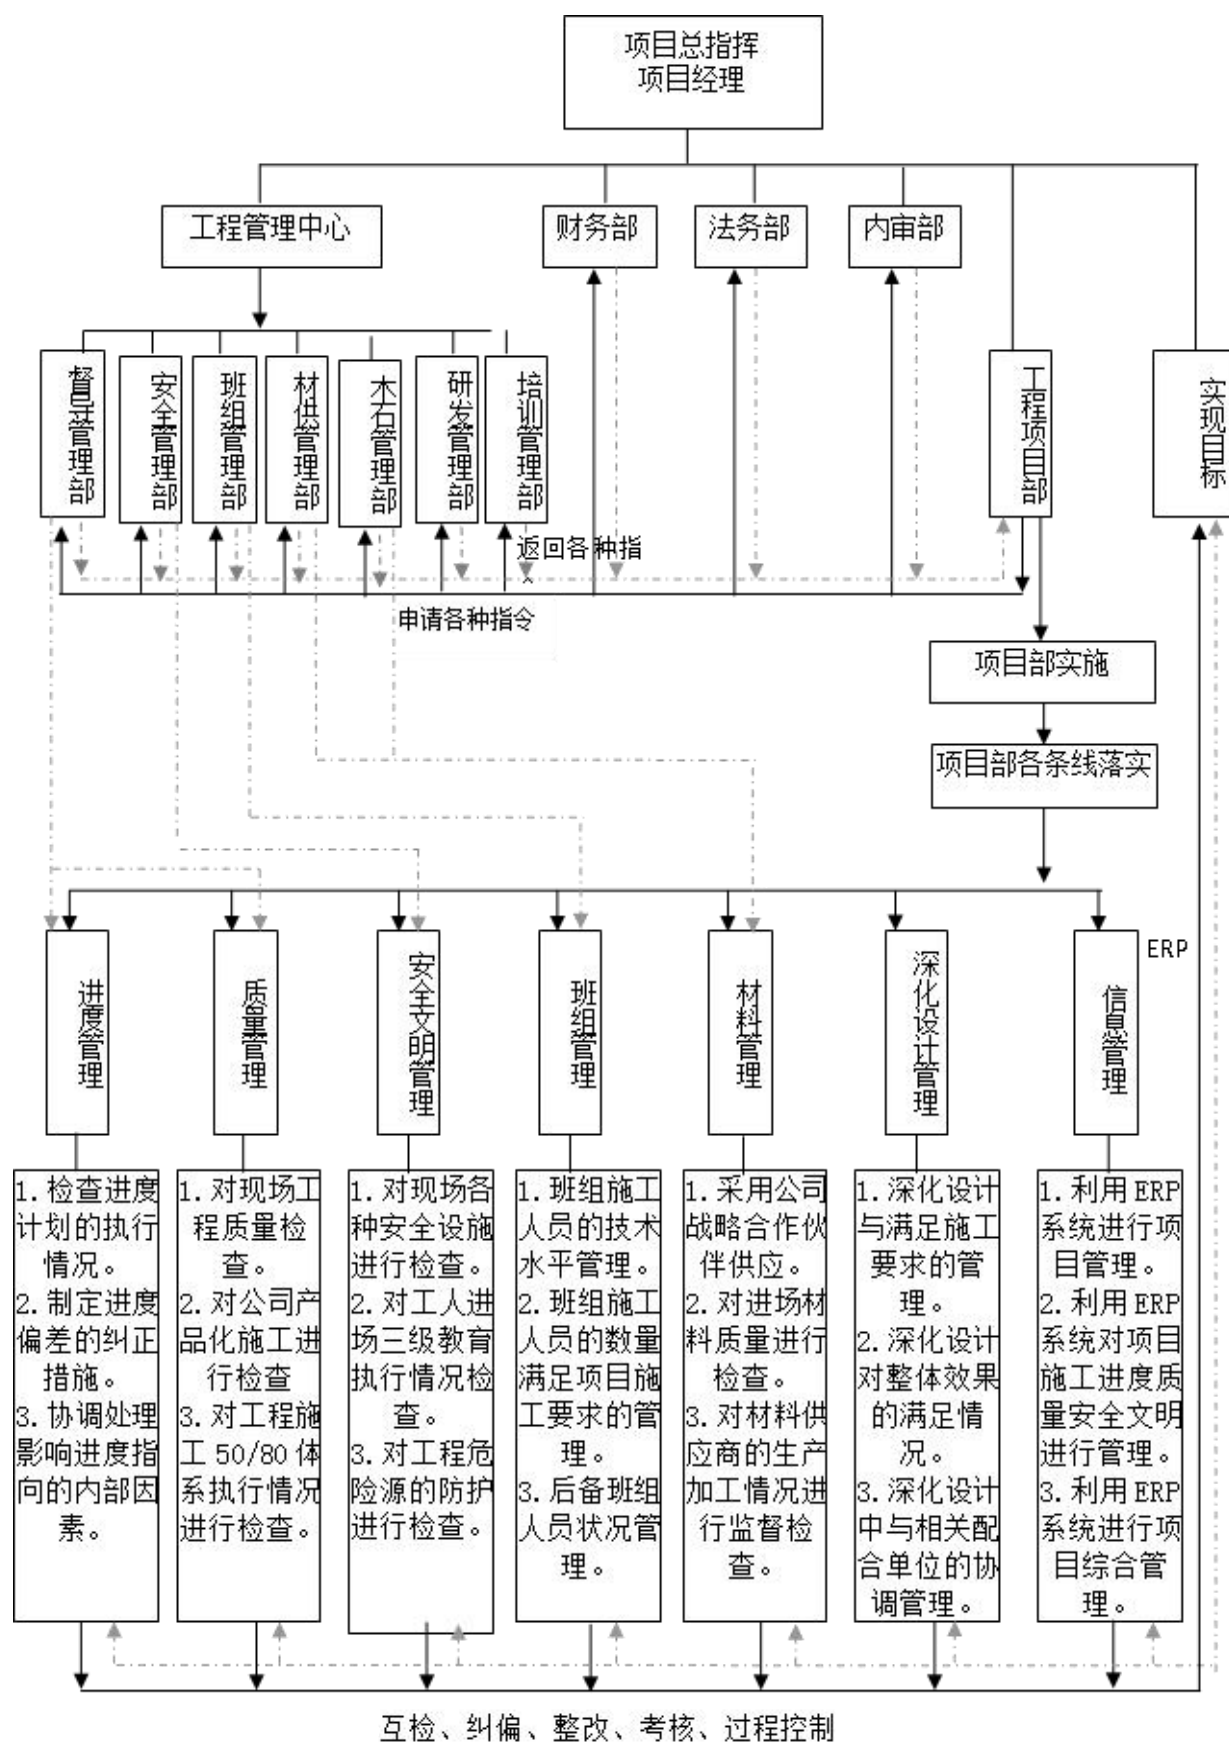 项目总指挥
项目经理
工程管理中心
财务部
法务部
内审部
督导管理部
安全管理部
班组管理部
材供管理部
木石管理部
研发管理部
培训管理部
工程项目部
实现目标
返回各种指
申请各种指令
项目部实施
项目部各条线落实
进度管理
质量管理
安全文明管理
班组管理
材料管理
深化设计管理
信息管理
ERP
1.检查进度
计划的执行
情况。
2.制定进度
偏差的纠正
措施。
3.协调处理
影响进度指
向的内部因
素。
1.对现场工
程质量检
查。
2.对公司产
品化施工进
行检查
3.对工程施
工50/80体
系执行情况
进行检查。
1.对现场各
种安全设施
进行检查。
2.对工人进
场三级教育
执行情况检
查。
3.对工程危
险源的防护
进行检查。
1.班组施工
人员的技术
水平管理。
2.班组施工
人员的数量
满足项目施
工要求的管
理。
3.后备班组
人员状况管
理。
1.采用公司
战略合作伙
伴供应。
2.对进场材
料质量进行
检查。
3.对材料供
应商的生产
加工情况进
行监督检
查。
1.深化设计
与满足施工
要求的管
理。
2.深化设计
对整体效果
的满足情
况。
3.深化设计
中与相关配
合单位的协
调管理。
1.利用ERP
系统进行项
目管理。
2.利用ERP
系统对项目
施工进度质
量安全文明
进行管理。
3.利用ERP
系统进行项
目综合管
理。
互检、纠偏、整改、考核、过程控制